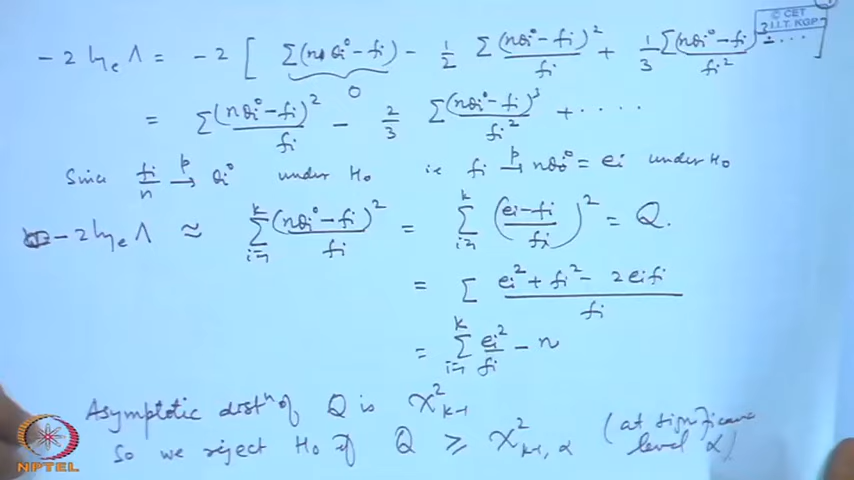 © CET
I.I.T. KGP
-2 ln_e Λ = -2 [ Σ(nθi° - fi) - 1/2 Σ (nθi° - fi)²/fi + 1/3 Σ (nθi° - fi)³/fi² - ... ]
0
= Σ (nθi° - fi)²/fi - 2/3 Σ (nθi° - fi)³/fi² + ....
Since fi/n →p θi° under H₀ ie fi →p nθi° = ei under H₀
-2 ln_e Λ ≈ Σ_{i=1}^{k} (nθi° - fi)²/fi = Σ_{i=1}^{k} (ei - fi / fi)² = Q.
= Σ (ei² + fi² - 2eifi)/fi
= Σ_{i=1}^{k} ei²/fi - n
Asymptotic distⁿ of Q is χ²_{k-1}
So we reject H₀ if Q ≥ χ²_{k-1, α} (at significance level α)
NPTEL